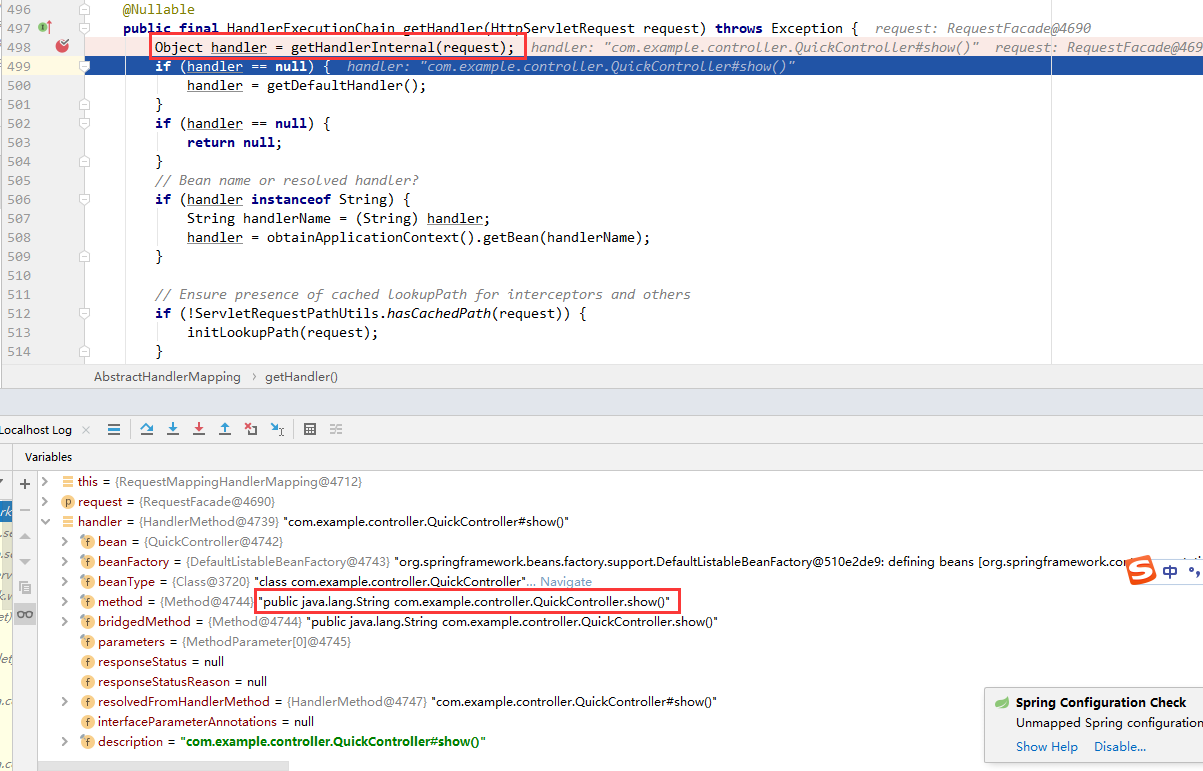 496 @Nullable
497 public final HandlerExecutionChain getHandler(HttpServletRequest request) throws Exception { request: RequestFacade@4690
498 Object handler = getHandlerInternal(request); handler: "com.example.controller.QuickController#show()" request: RequestFacade@469
499 if (handler == null) { handler: "com.example.controller.QuickController#show()"
500 handler = getDefaultHandler();
501 }
502 if (handler == null) {
503 return null;
504 }
505 // Bean name or resolved handler?
506 if (handler instanceof String) {
507 String handlerName = (String) handler;
508 handler = obtainApplicationContext().getBean(handlerName);
509 }
510
511 // Ensure presence of cached lookupPath for interceptors and others
512 if (!ServletRequestPathUtils.hasCachedPath(request)) {
513 initLookupPath(request);
514 }
AbstractHandlerMapping › getHandler()
Localhost Log
Variables
this = {RequestMappingHandlerMapping@4712}
request = {RequestFacade@4690}
handler = {HandlerMethod@4739} "com.example.controller.QuickController#show()"
bean = {QuickController@4742}
beanFactory = {DefaultListableBeanFactory@4743} "org.springframework.beans.factory.support.DefaultListableBeanFactory@510e2de9: defining beans [org.springframework.con
beanType = {Class@3720} "class com.example.controller.QuickController"... Navigate
method = {Method@4744} "public java.lang.String com.example.controller.QuickController.show()"
bridgedMethod = {Method@4744} "public java.lang.String com.example.controller.QuickController.show()"
parameters = {MethodParameter[0]@4745}
responseStatus = null
responseStatusReason = null
resolvedFromHandlerMethod = {HandlerMethod@4747} "com.example.controller.QuickController#show()"
interfaceParameterAnnotations = null
description = "com.example.controller.QuickController#show()"
S 中 °,
Spring Configuration Check
Unmapped Spring configuration
Show Help Disable...